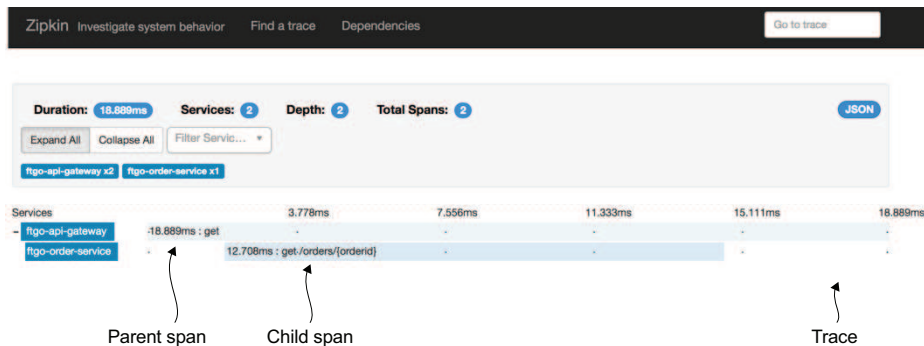 Zipkin Investigate system behavior Find a trace Dependencies Go to trace
Duration: 18.889ms Services: 2 Depth: 2 Total Spans: 2 JSON
Expand All Collapse All Filter Servic...
ftgo-api-gateway x2 ftgo-order-service x1
Services 3.778ms 7.556ms 11.333ms 15.111ms 18.889ms
- ftgo-api-gateway -18.889ms : get - - - - -
ftgo-order-service - 12.708ms : get-/orders/{orderid} - - - -
Parent span Child span Trace